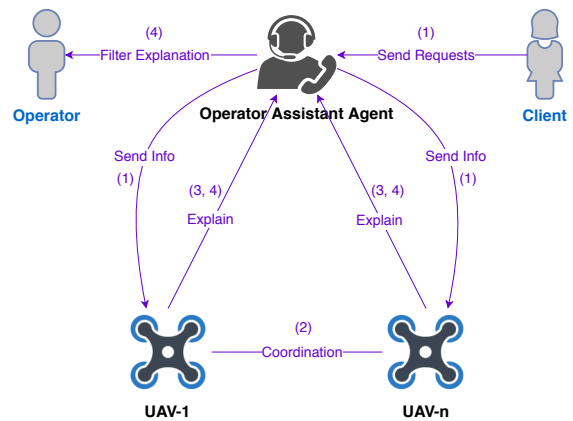 (4)
(1)
Filter Explanation
Send Requests
Operator
Operator Assistant Agent
Client
Send Info
Send Info
(1)
(3, 4)
(3, 4)
(1)
Explain
Explain
(2)
Coordination
UAV-1
UAV-n